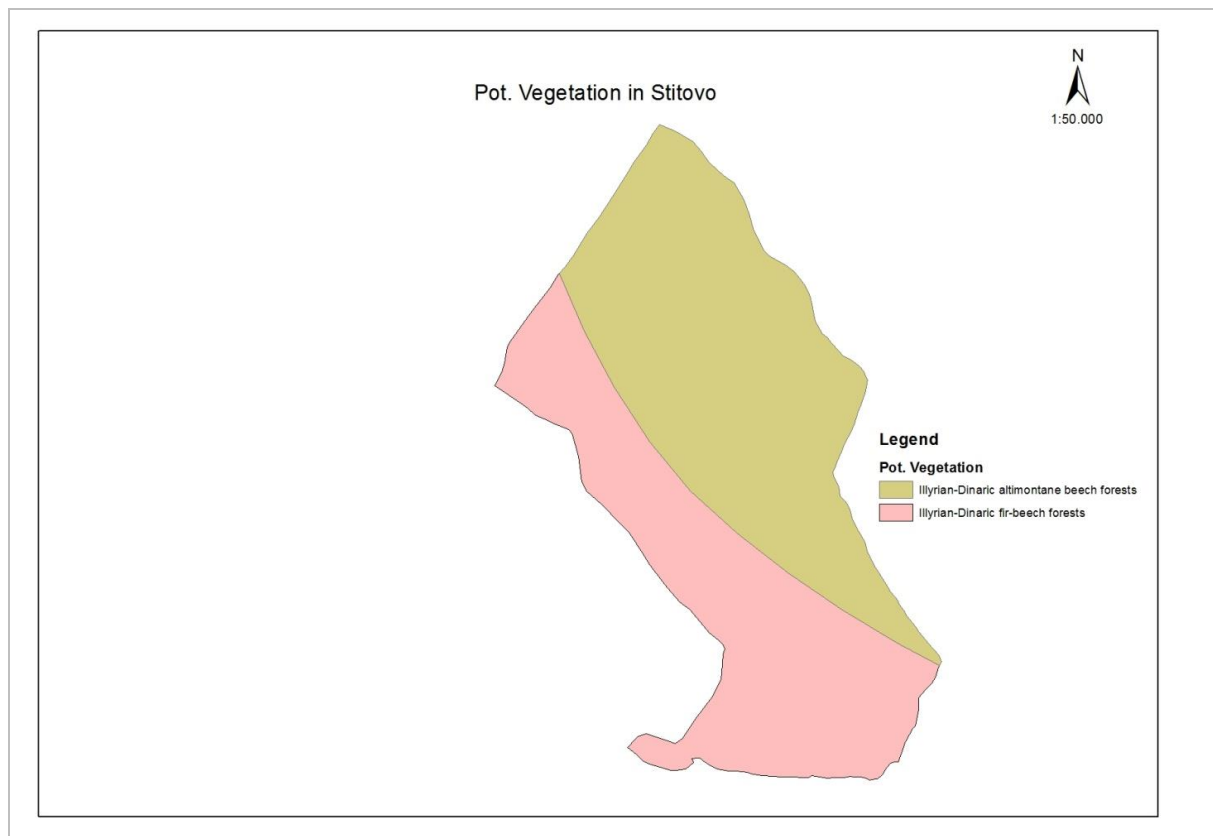 N
1:50.000
Pot. Vegetation in Stitovo
Legend
Pot. Vegetation
Illyrian-Dinaric altimontane beech forests
Illyrian-Dinaric fir-beech forests